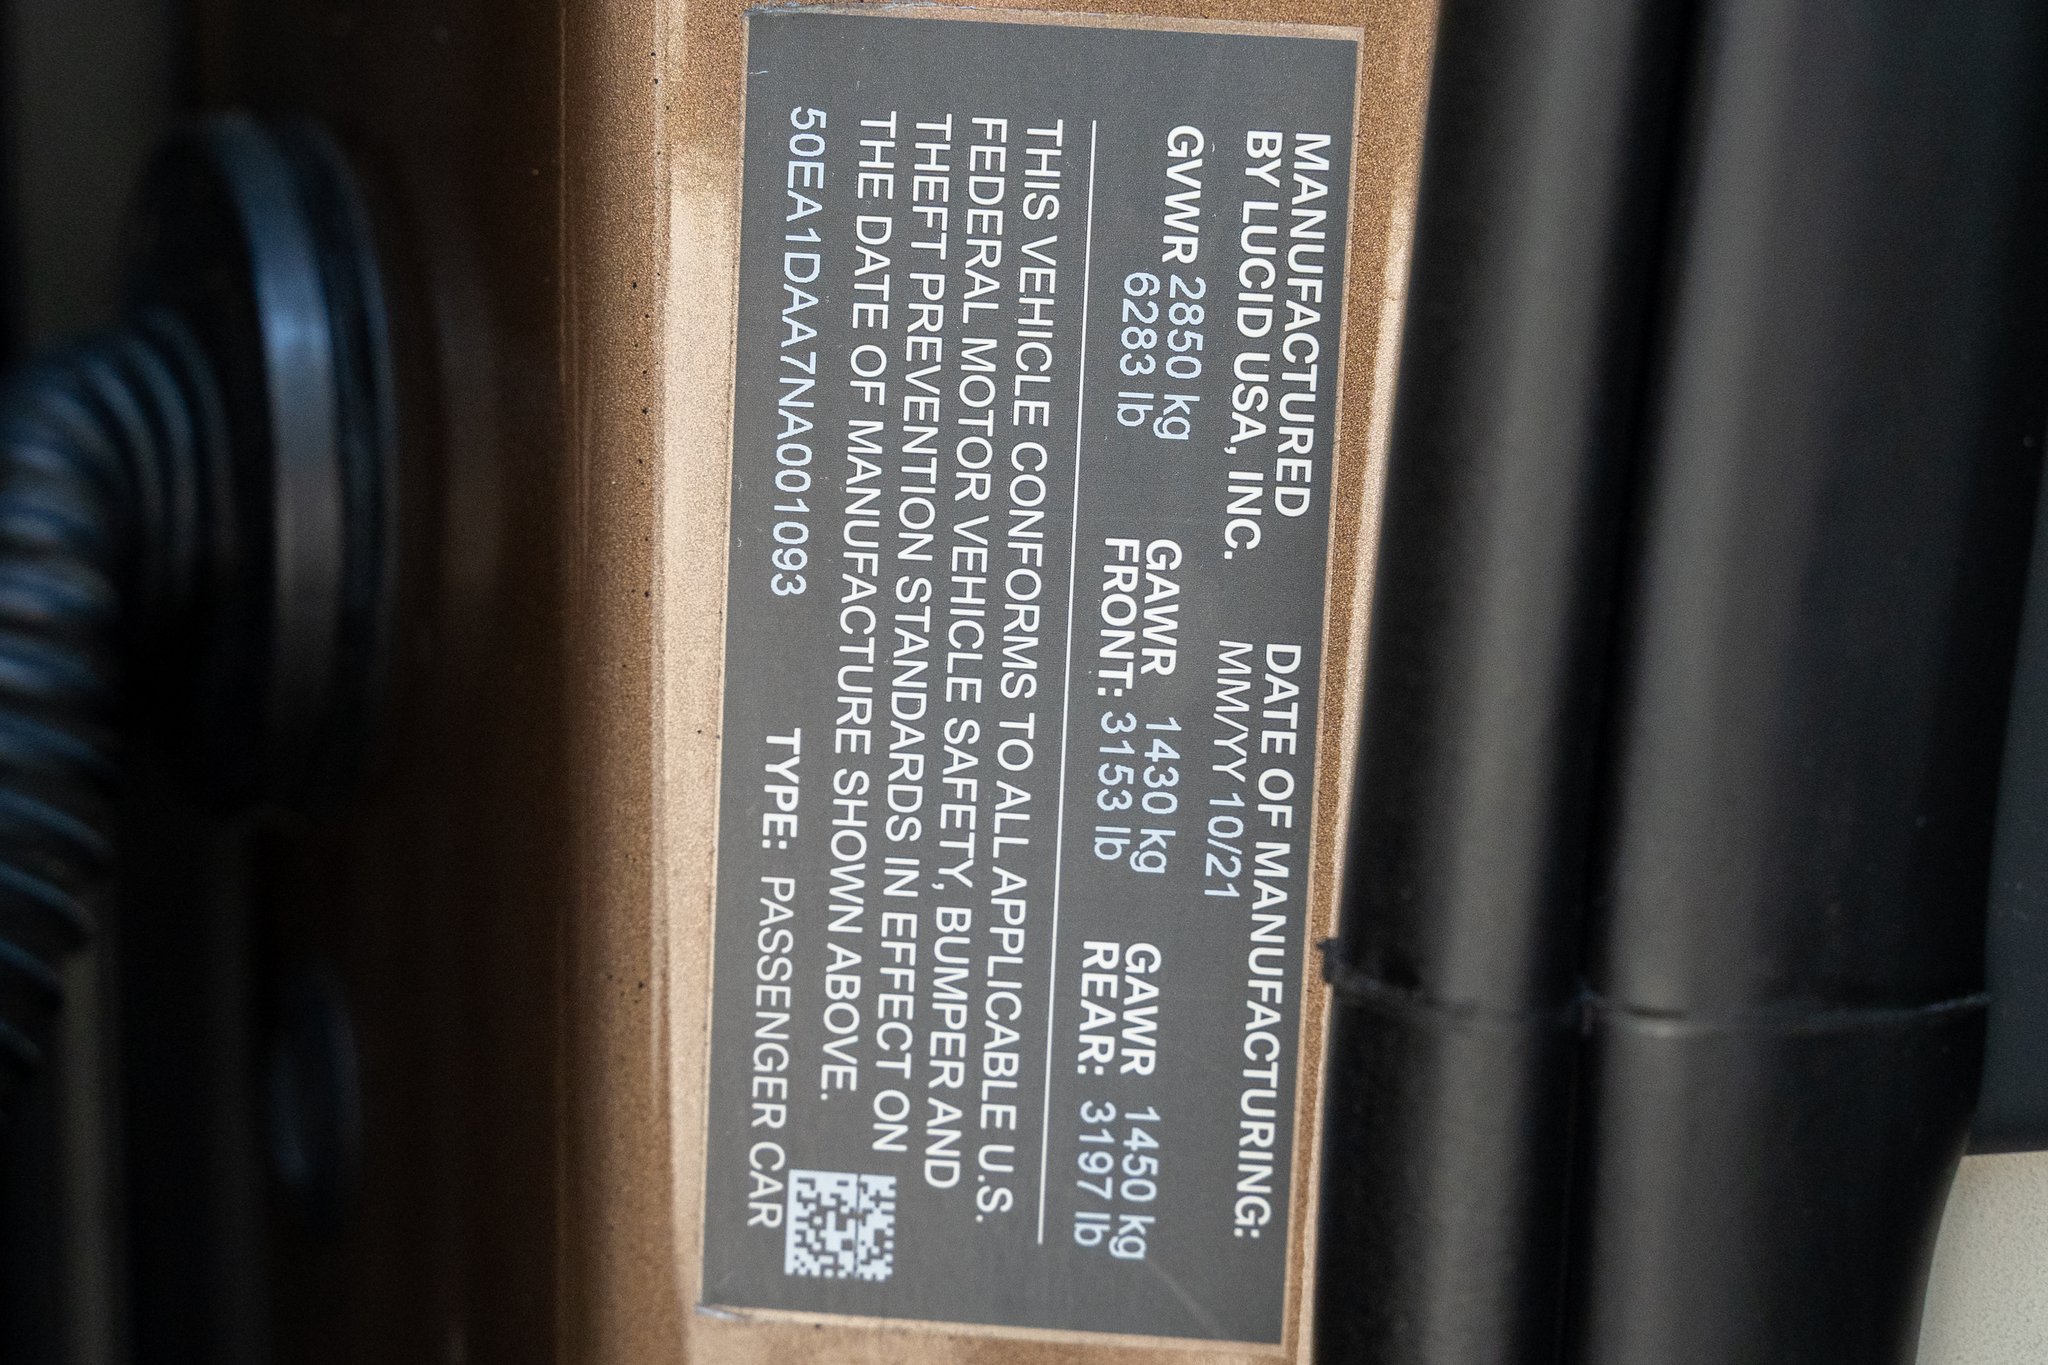 MANUFACTURED
BY LUCID USA, INC.
DATE OF MANUFACTURING:
MM/YY 10/21
GVWR 2850 kg
6283 lb
GAWR 1430 kg
FRONT: 3153 lb
GAWR 1450 kg
REAR: 3197 lb
THIS VEHICLE CONFORMS TO ALL APPLICABLE U.S.
FEDERAL MOTOR VEHICLE SAFETY, BUMPER AND
THEFT PREVENTION STANDARDS IN EFFECT ON
THE DATE OF MANUFACTURE SHOWN ABOVE.
50EA1DAA7NA001093
TYPE: PASSENGER CAR